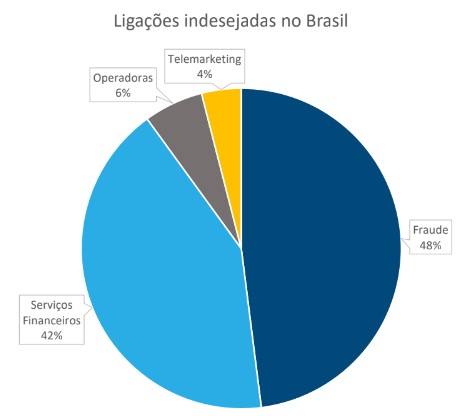 Ligações indesejadas no Brasil
Telemarketing
4%
Operadoras
6%
Fraude
48%
Serviços
Financeiros
42%